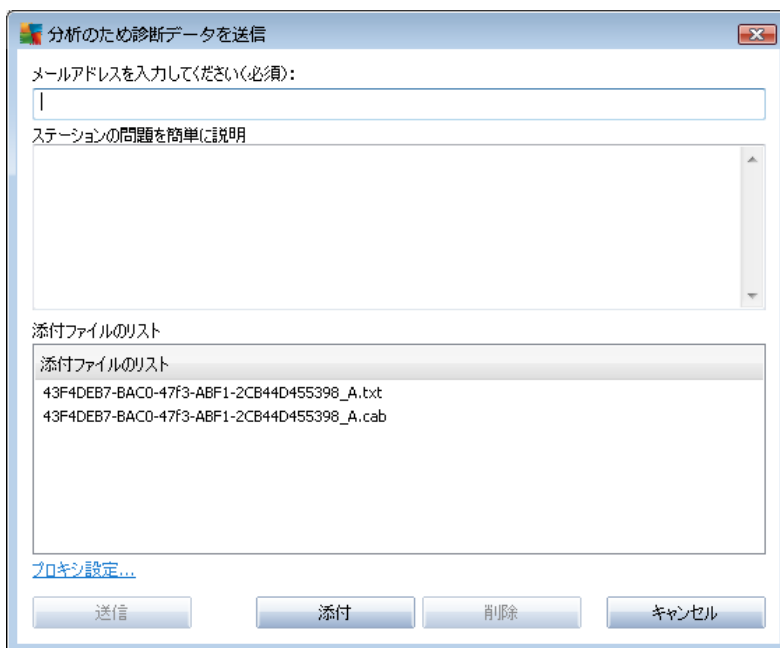 分析のため診断データを送信
メールアドレスを入力してください(必須):
ステーションの問題を簡単に説明
添付ファイルのリスト
添付ファイルのリスト
43F4DEB7-BAC0-47f3-ABF1-2CB44D455398_A.txt
43F4DEB7-BAC0-47f3-ABF1-2CB44D455398_A.cab
プロキシ設定...
送信
添付
削除
キャンセル